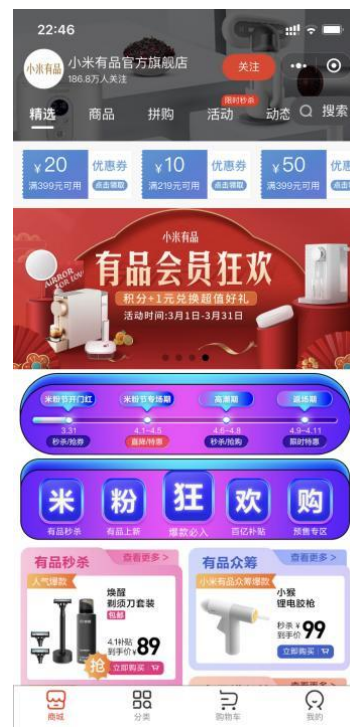 22:46
小米有品
小米有品官方旗舰店
186.8万人关注
关注
限时秒杀
精选 商品 拼购 活动 动态 搜索
¥20 优惠券
满399元可用 点击领取
¥10 优惠券
满219元可用 点击领取
¥50 优惠
满399元可用 点击
小米有品
有品会员狂欢
积分+1元兑换超值好礼
活动时间:3月1日-3月31日
AIRROR
FOR LOV
米粉节开门红 米粉节专场期 高潮期 返场期
3.31 4.1-4.5 4.6-4.8 4.9-4.11
秒杀/抢券 直降/特惠 秒杀/抢购 限时特惠
米 粉 狂 欢 购
有品秒杀 有品上新 爆款必入 百亿补贴 预售专区
有品秒杀 查看更多>
人气爆款
焕醒
剃须刀套装
包邮
4.1补贴
到手价¥89
抢
立即购买
有品众筹 查看更多>
小米有品众筹爆款
小猴
锂电胶枪
秒杀
到手价¥99
立即购买
查看更多>
商城 分类 购物车 我的